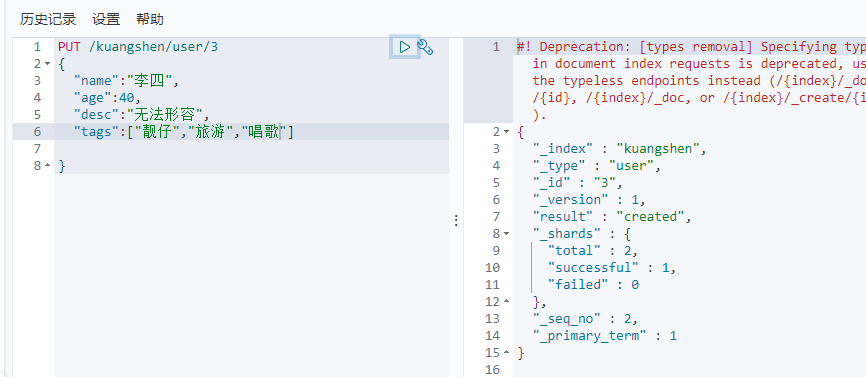 历史记录 设置 帮助
1 PUT /kuangshen/user/3
2 {
3 "name":"李四",
4 "age":40,
5 "desc":"无法形容",
6 "tags":["靓仔","旅游","唱歌"]
7
8 }
1 #! Deprecation: [types removal] Specifying typ
in document index requests is deprecated, us
the typeless endpoints instead (/{index}/_do
/{id}, /{index}/_doc, or /{index}/_create/{i
).
2 {
3 "_index" : "kuangshen",
4 "_type" : "user",
5 "_id" : "3",
6 "_version" : 1,
7 "result" : "created",
8 "_shards" : {
9 "total" : 2,
10 "successful" : 1,
11 "failed" : 0
12 },
13 "_seq_no" : 2,
14 "_primary_term" : 1
15 }
16